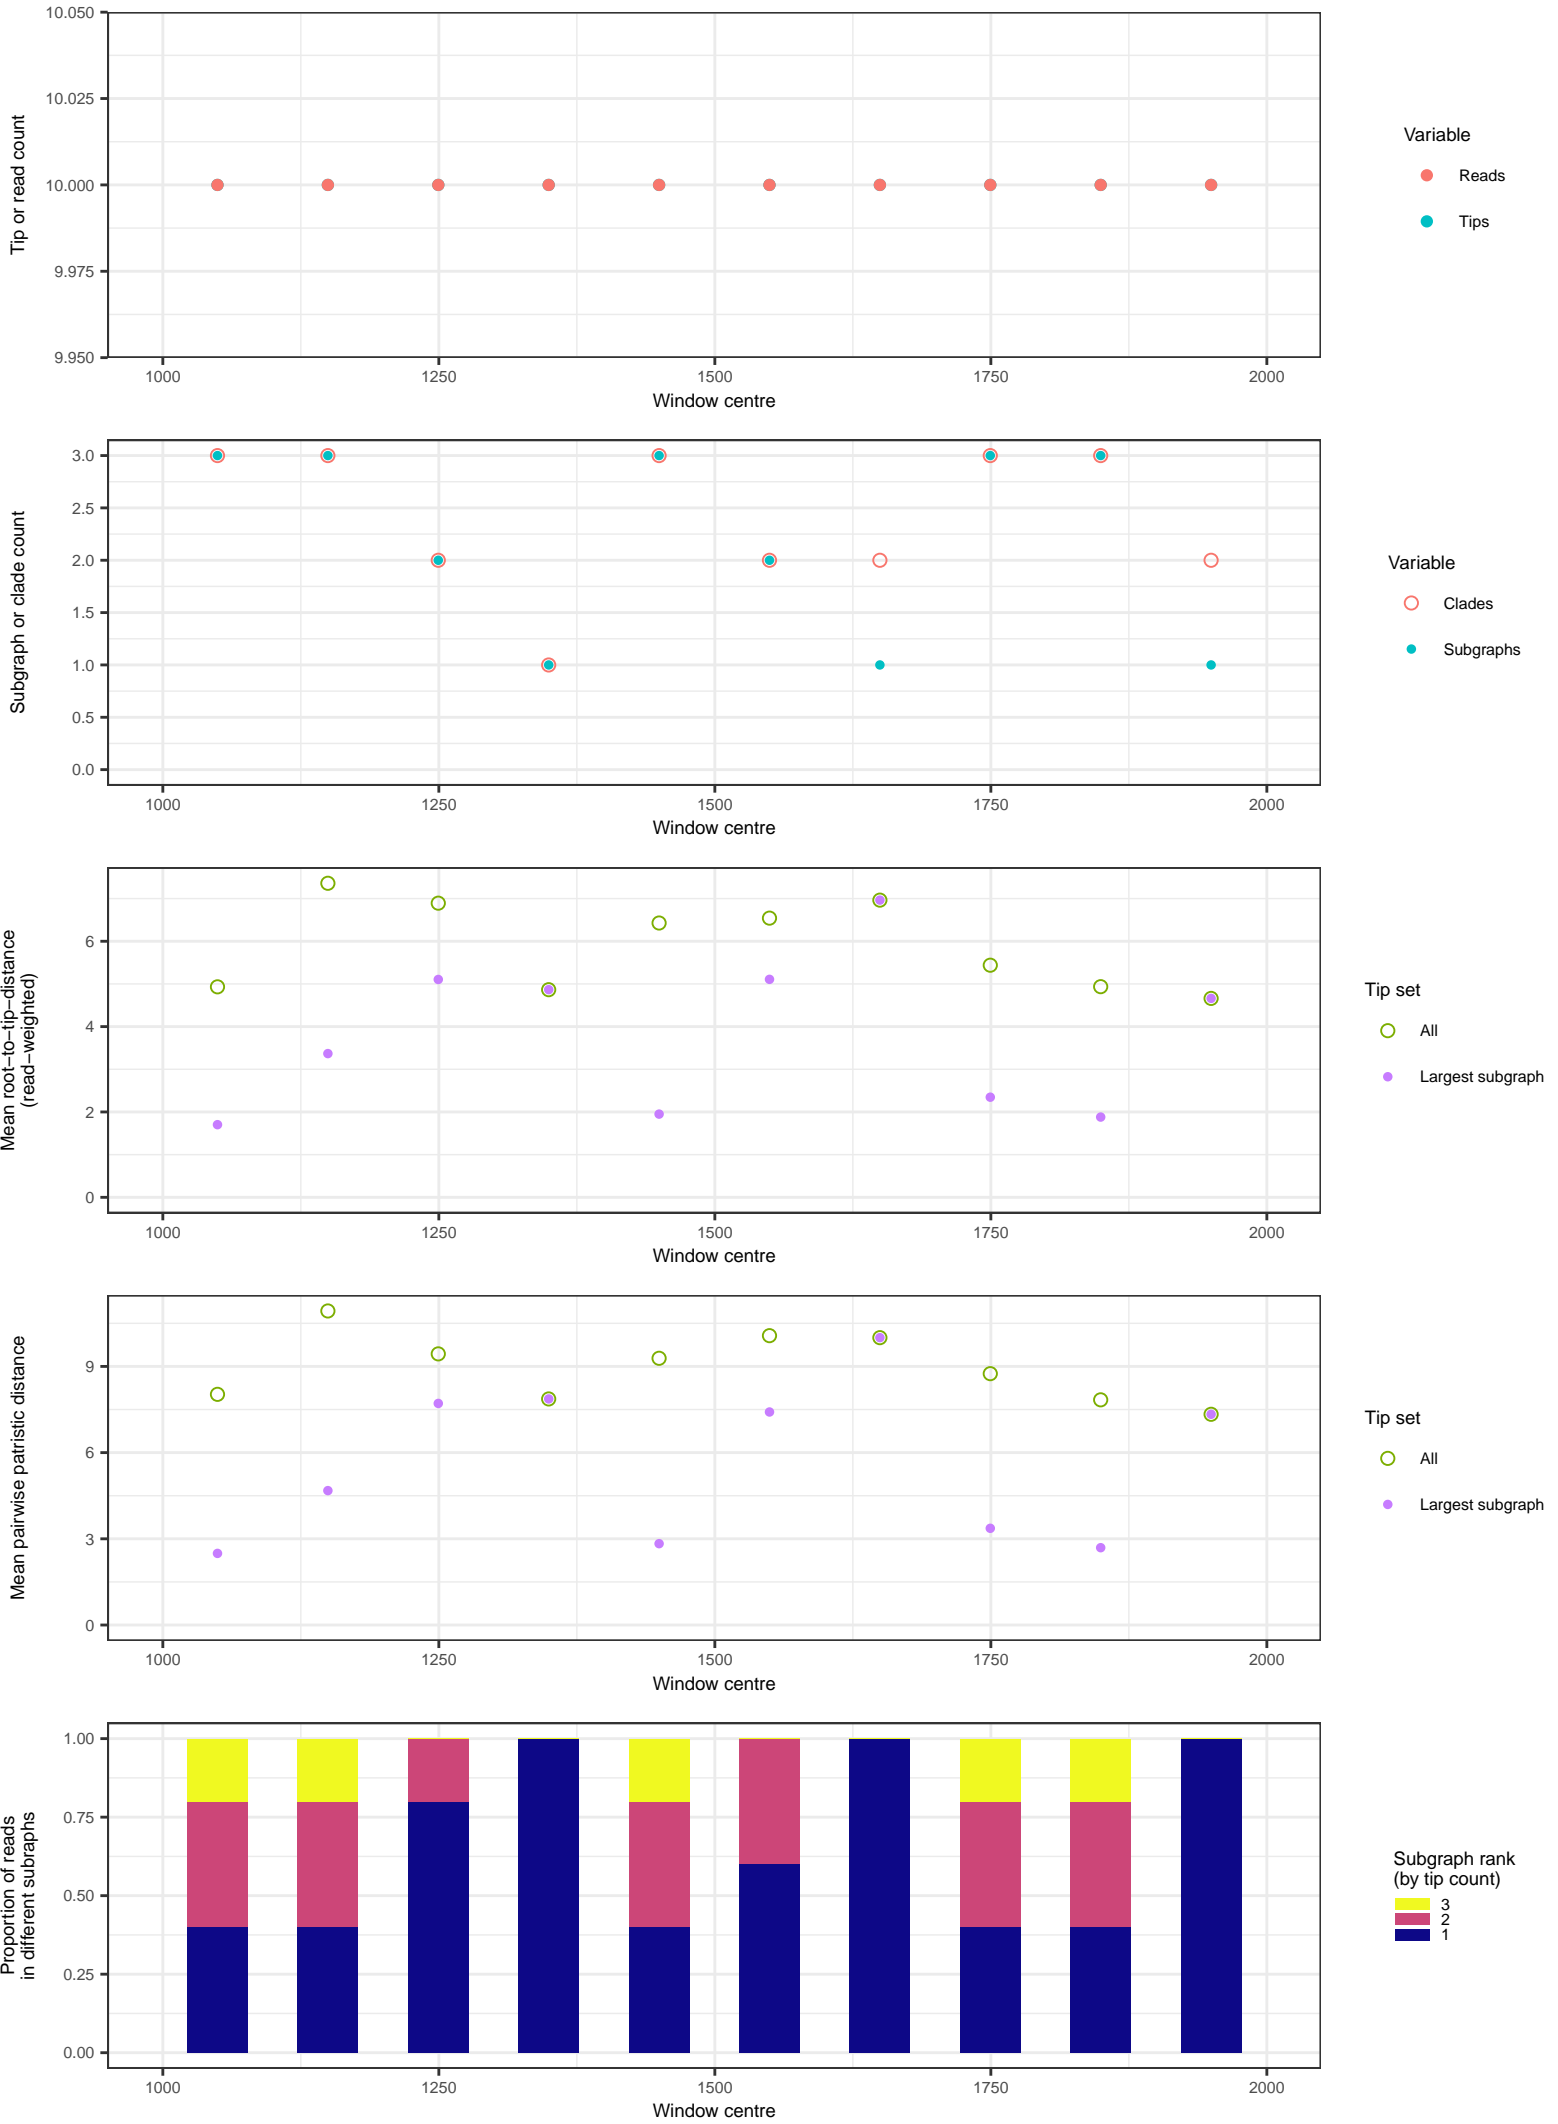 10.050
10.025
10.000
9.975
9.950
Tip or read count
1000 1250 1500 1750 2000
Window centre
Variable
Reads
Tips
3.0
2.5
2.0
1.5
1.0
0.5
0.0
Subgraph or clade count
1000 1250 1500 1750 2000
Window centre
Variable
Clades
Subgraphs
6
4
2
0
Mean root−to−tip−distance
(read−weighted)
1000 1250 1500 1750 2000
Window centre
Tip set
All
Largest subgraph
9
6
3
0
Mean pairwise patristic distance
1000 1250 1500 1750 2000
Window centre
Tip set
All
Largest subgraph
1.00
0.75
0.50
0.25
0.00
Proportion of reads
in different subraphs
1000 1250 1500 1750 2000
Window centre
Subgraph rank
(by tip count)
3
2
1